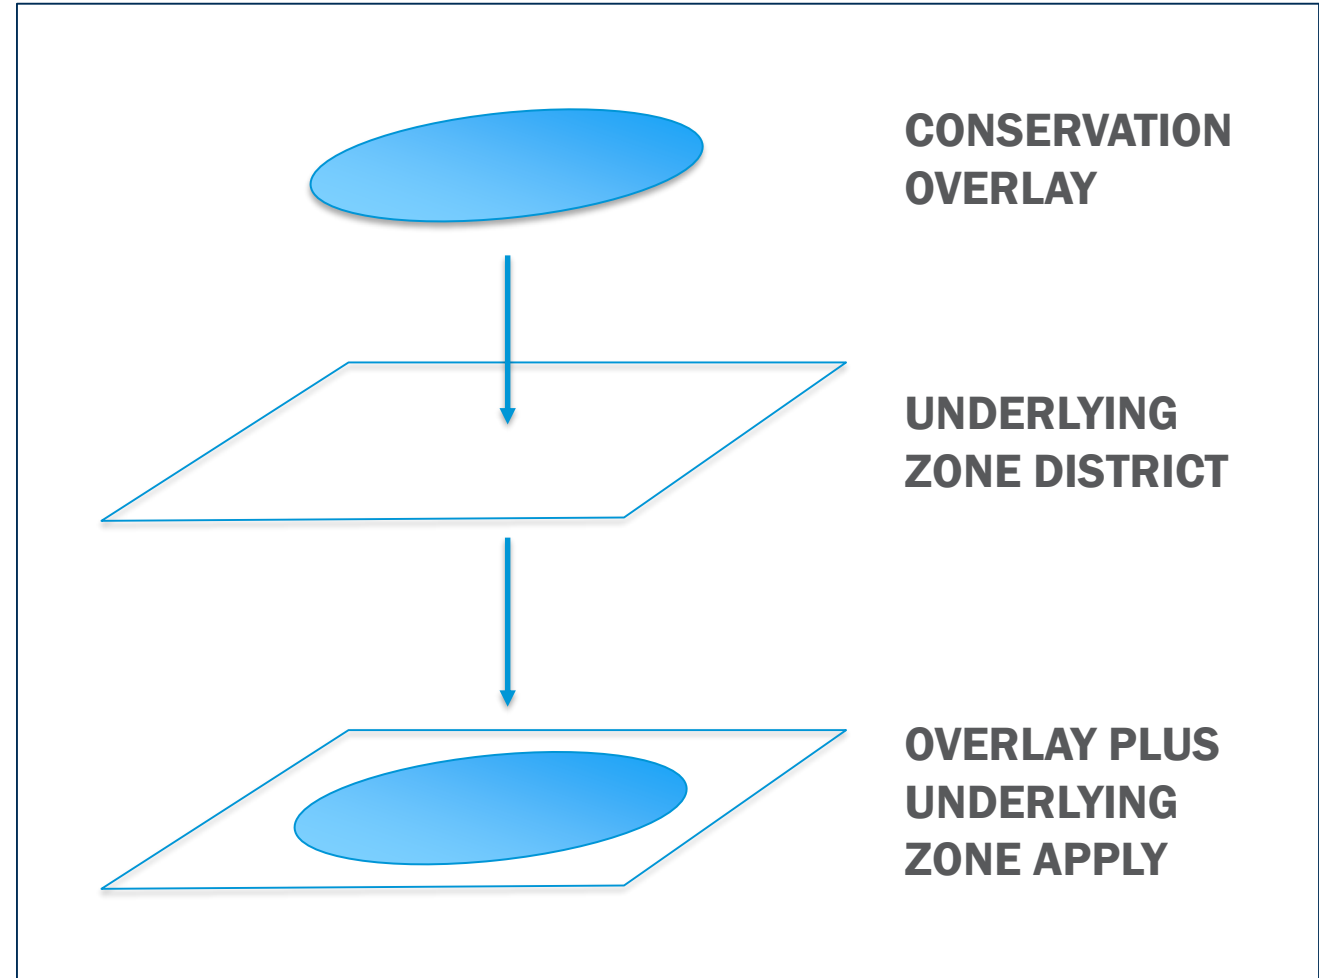 CONSERVATION
OVERLAY
UNDERLYING
ZONE DISTRICT
OVERLAY PLUS
UNDERLYING
ZONE APPLY